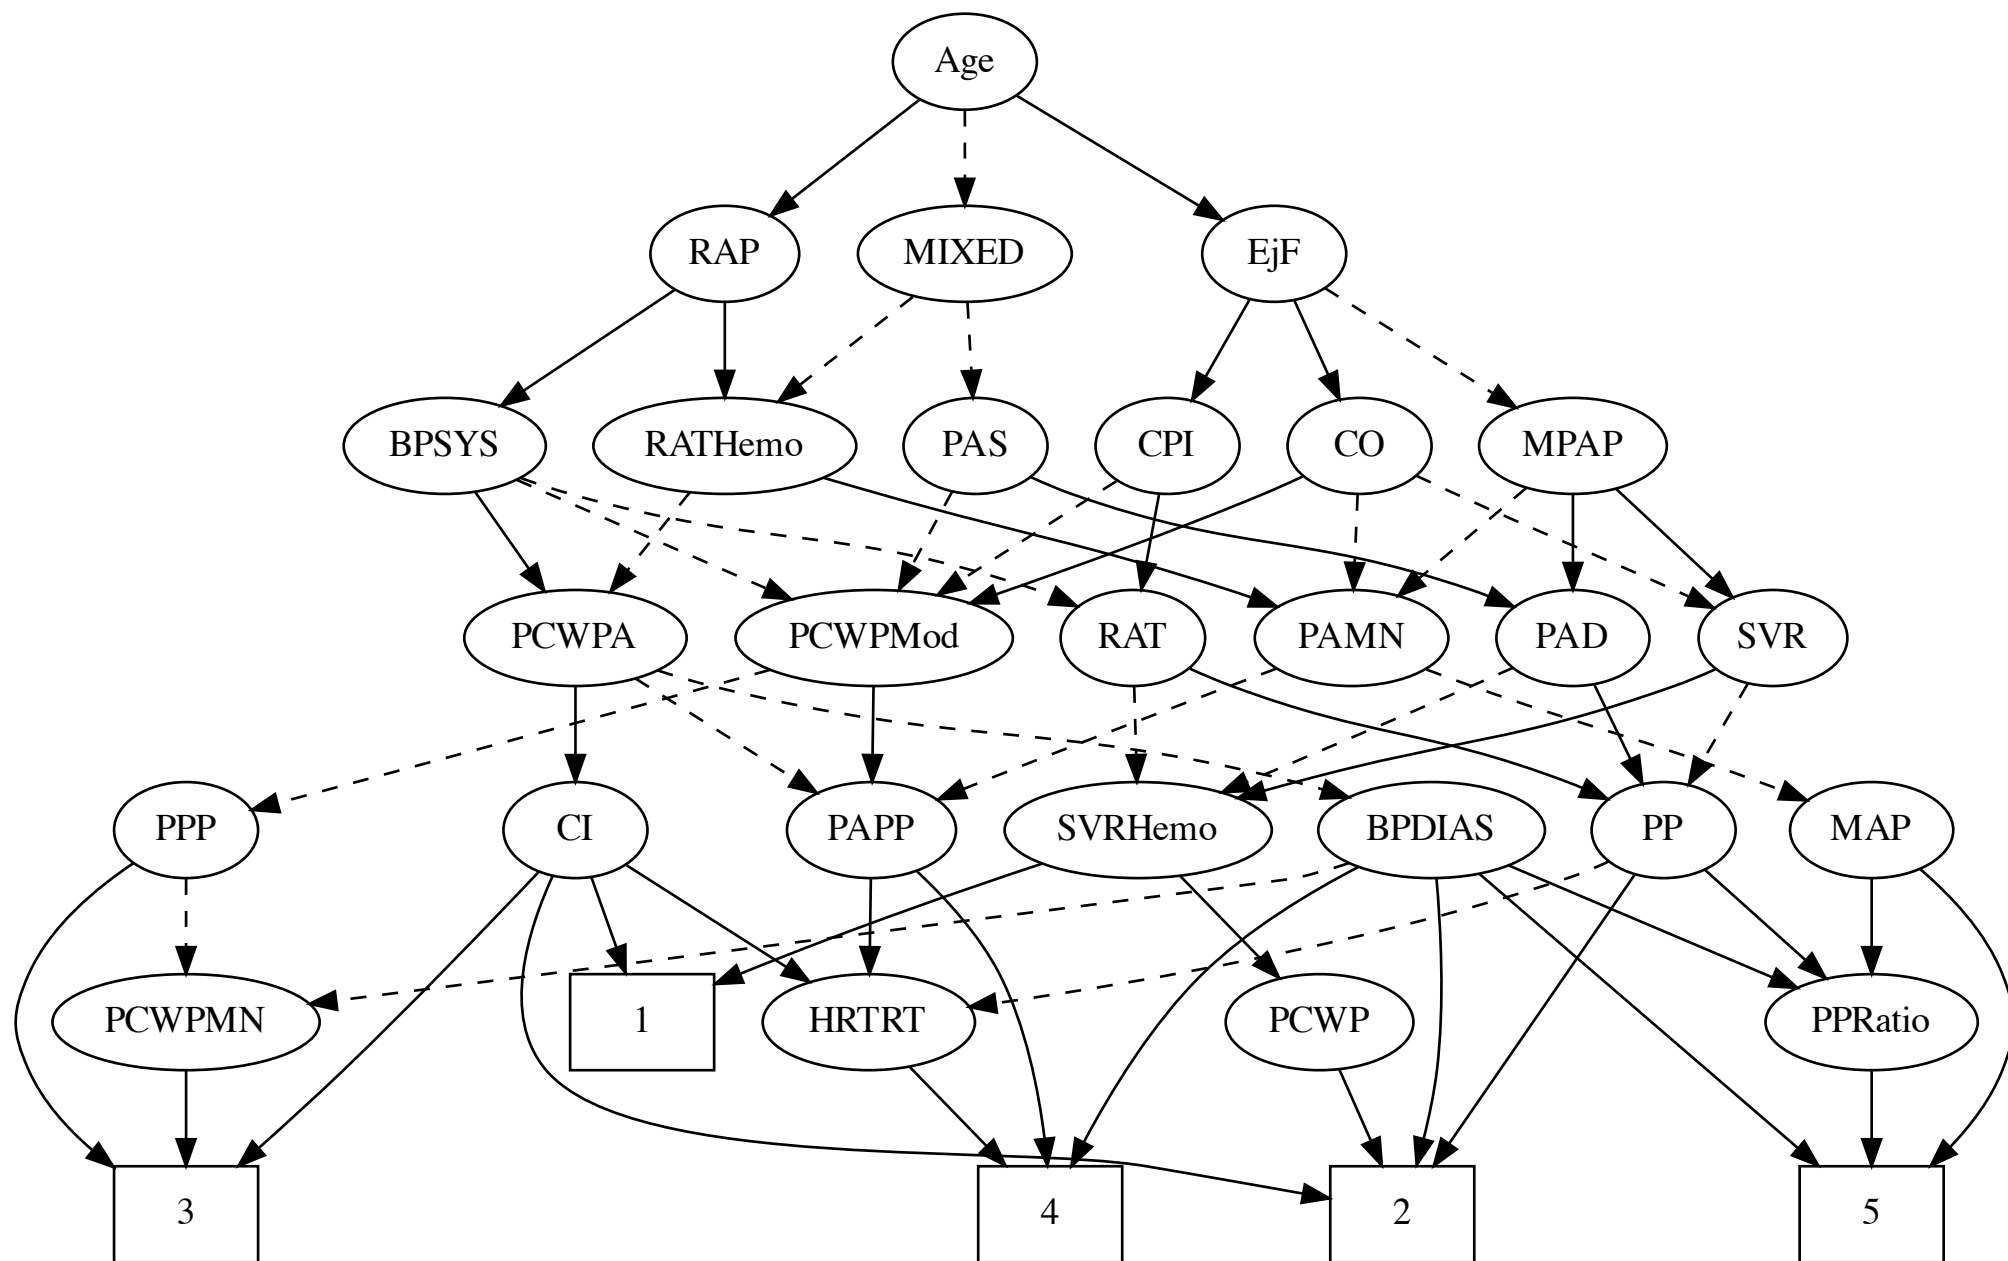 Age
RAP
MIXED
EjF
BPSYS
RATHemo
PAS
CPI
CO
MPAP
PCWPA
PCWPMod
RAT
PAMN
PAD
SVR
PPP
CI
PAPP
SVRHemo
BPDIAS
PP
MAP
PCWPMN
1
HRTRT
PCWP
PPRatio
3
4
2
5